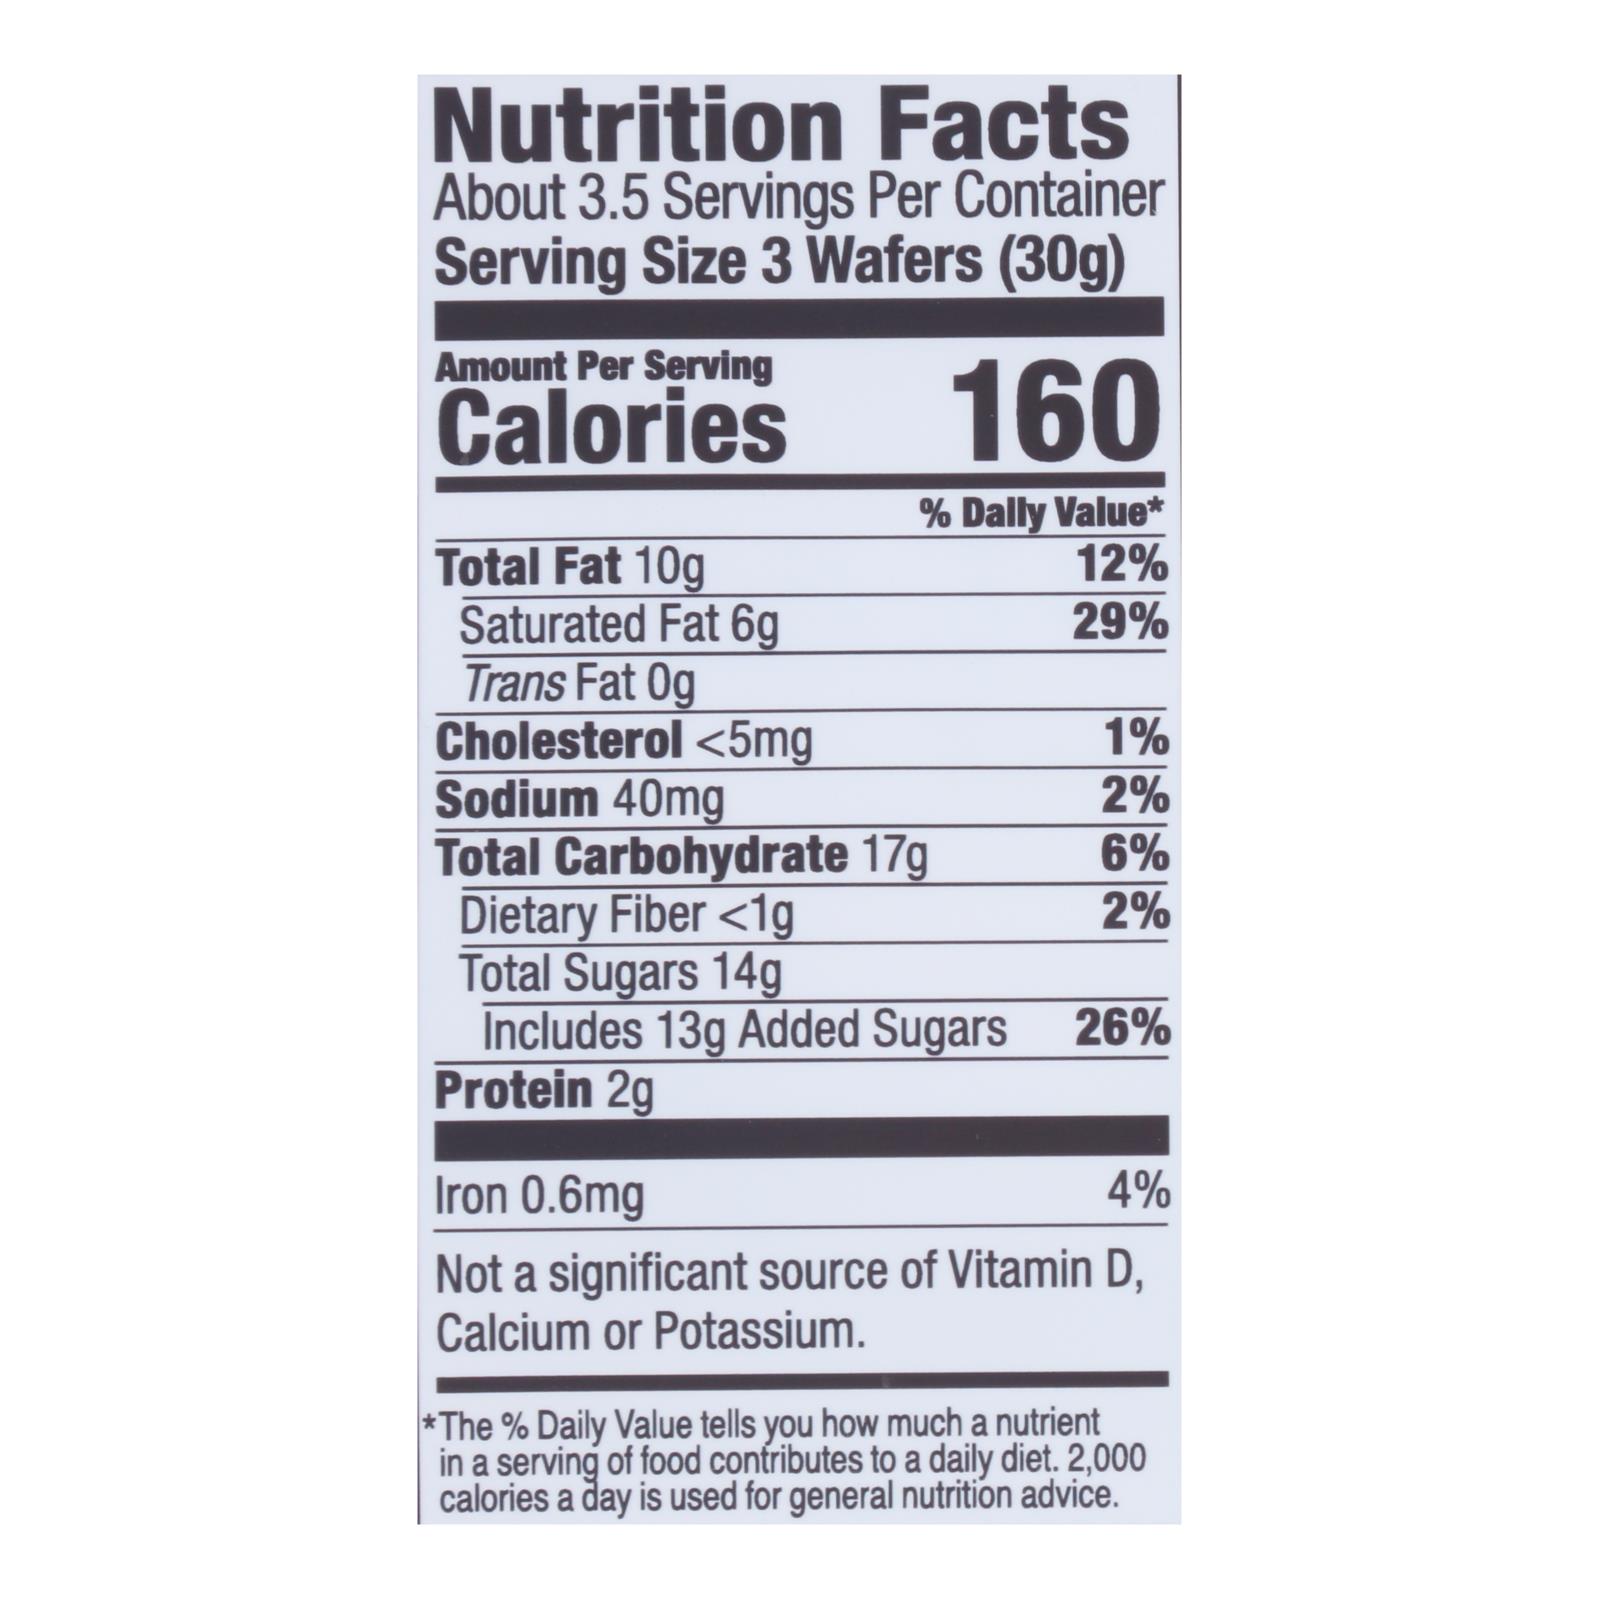 Nutrition Facts
About 3.5 Servings Per Container
Serving Size 3 Wafers (30g)
Amount Per Serving
Calories 160
% Daily Value*
Total Fat 10g 12%
Saturated Fat 6g 29%
Trans Fat 0g
Cholesterol <5mg 1%
Sodium 40mg 2%
Total Carbohydrate 17g 6%
Dietary Fiber <1g 2%
Total Sugars 14g
Includes 13g Added Sugars 26%
Protein 2g
Iron 0.6mg 4%
Not a significant source of Vitamin D,
Calcium or Potassium.
*The % Daily Value tells you how much a nutrient
in a serving of food contributes to a daily diet. 2,000
calories a day is used for general nutrition advice.